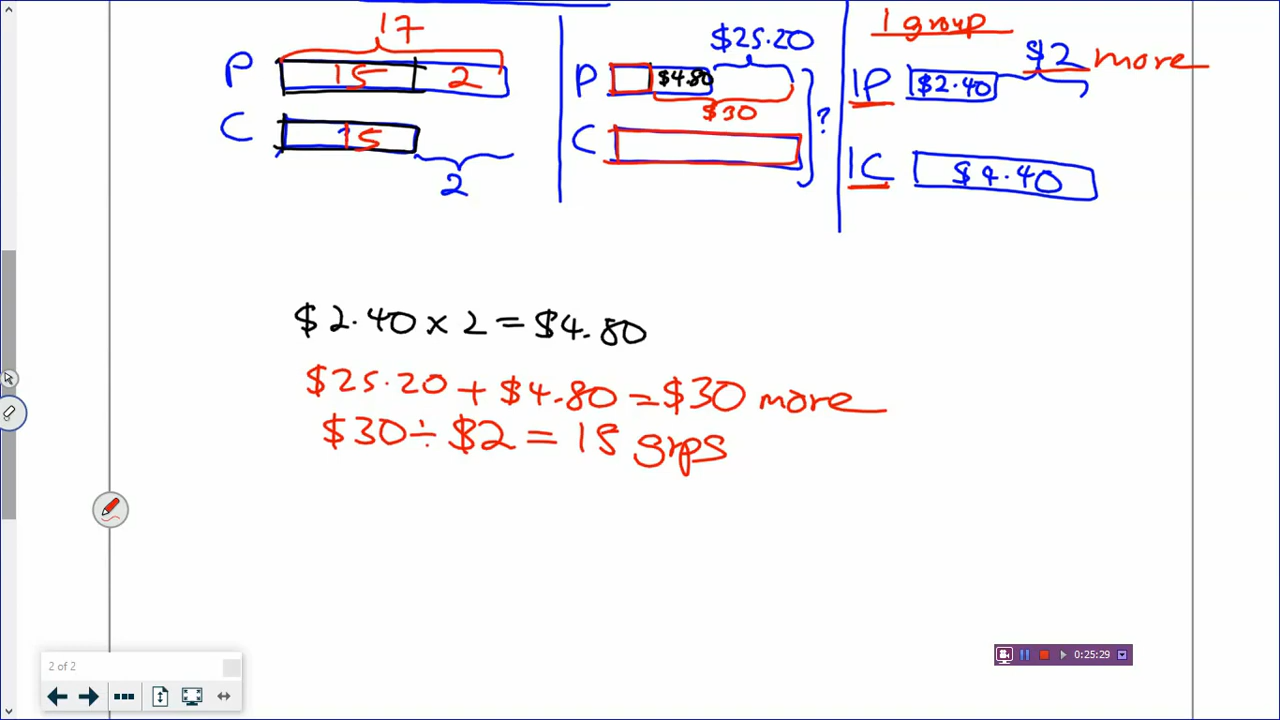 17
P 15 2
C 15
2
$25.20
P $4.80
$30
C
?
1 group
$2 more
1P $2.40
1C $4.40
$2.40 x 2 = $4.80
$25.20 + $4.80 = $30 more
$30 ÷ $2 = 15 grps
2 of 2
0:25:29